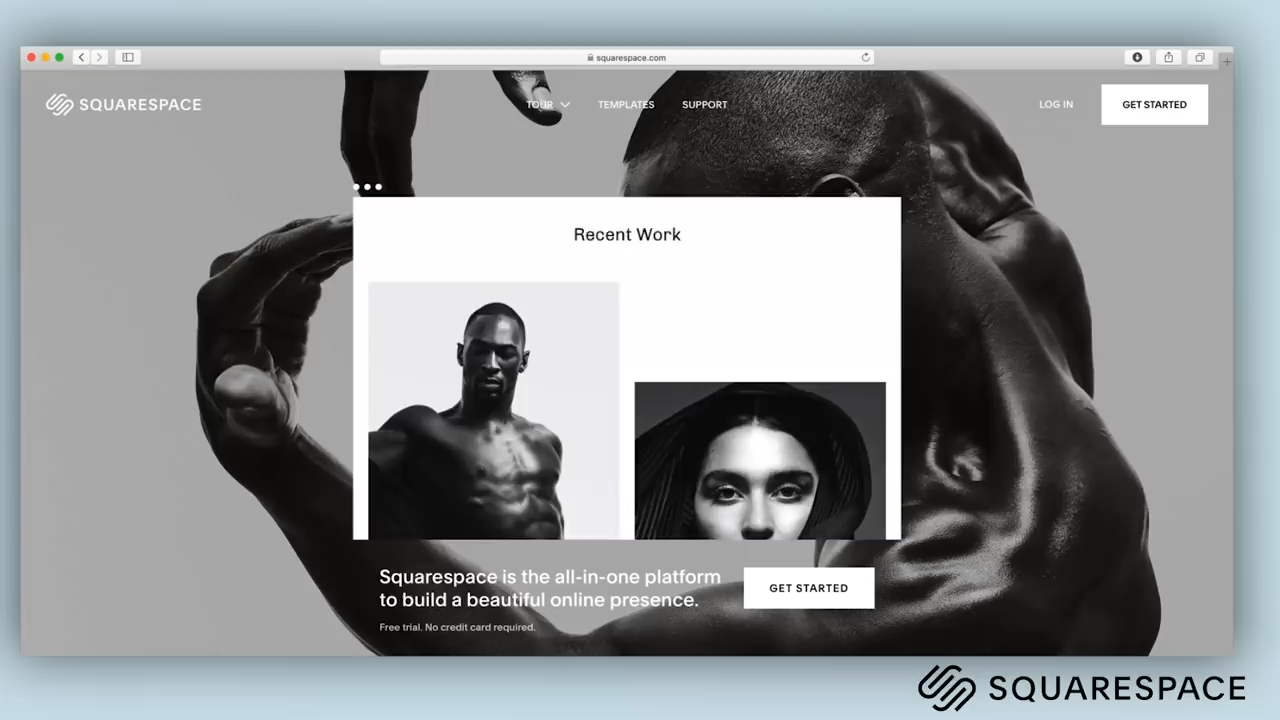 squarespace.com
SQUARESPACE
TOUR
TEMPLATES
SUPPORT
LOG IN
GET STARTED
Recent Work
Squarespace is the all-in-one platform
to build a beautiful online presence.
GET STARTED
Free trial. No credit card required.
SQUARESPACE